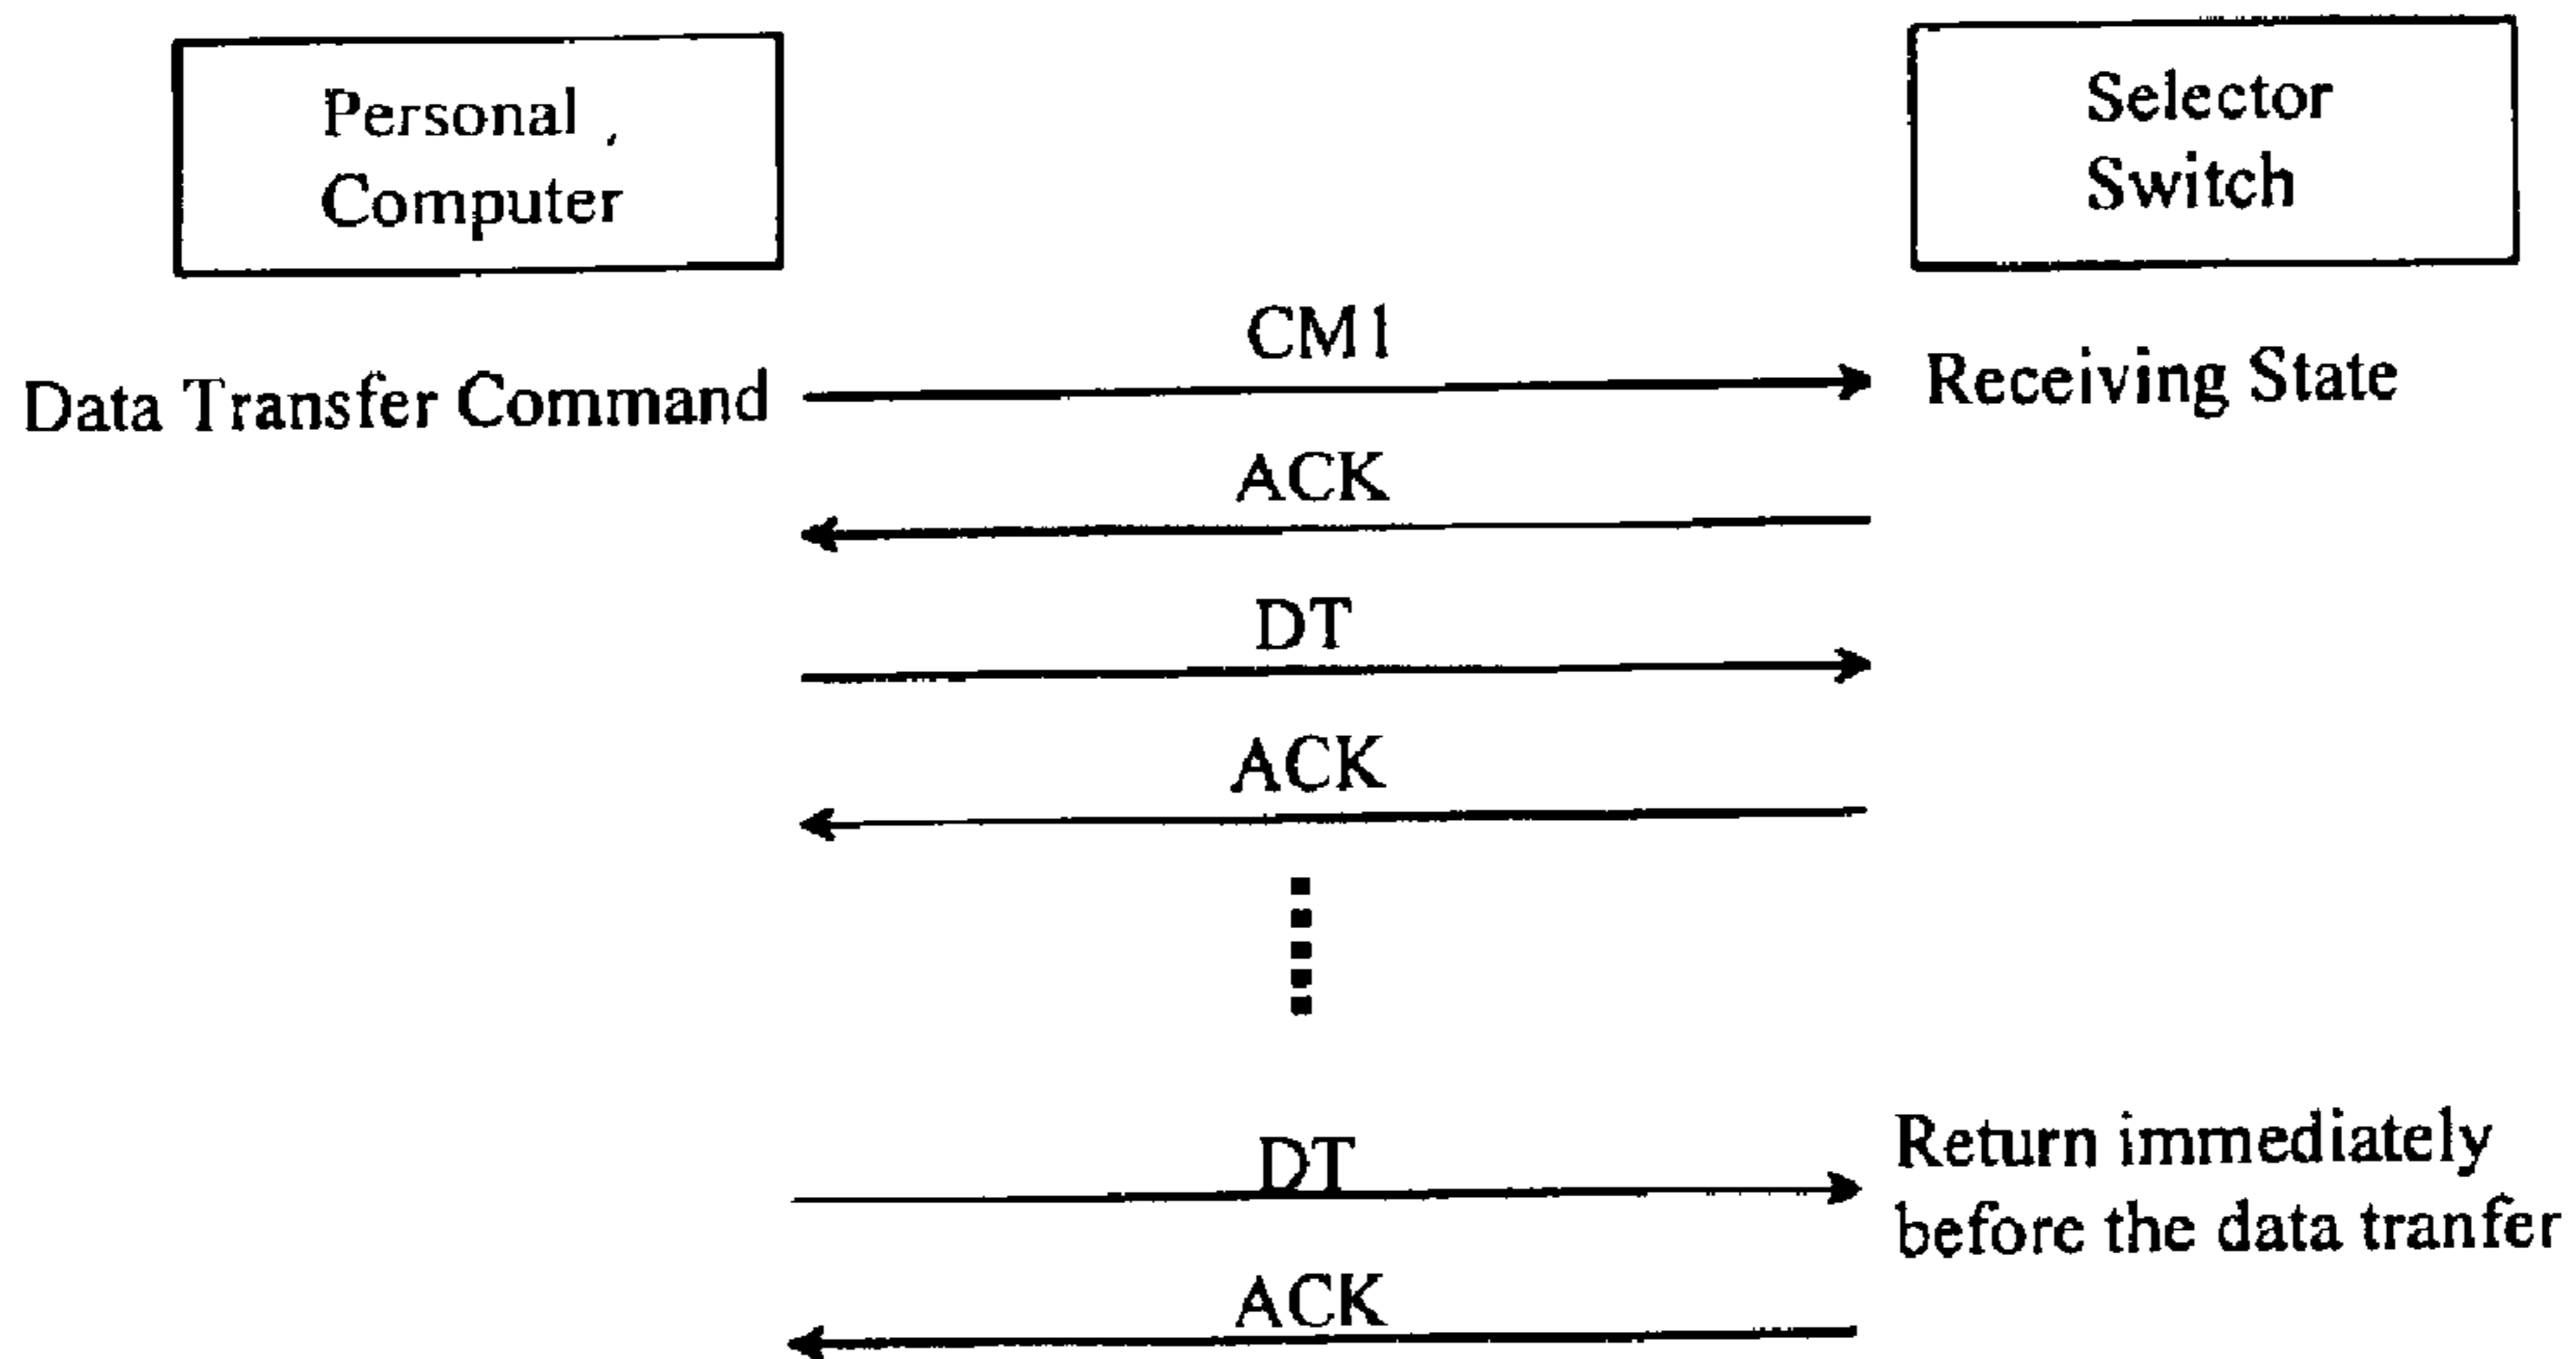 Personal
Computer
Selector
Switch
CM1
Data Transfer Command
Receiving State
ACK
DT
ACK
DT
Return immediately
before the data tranfer
ACK